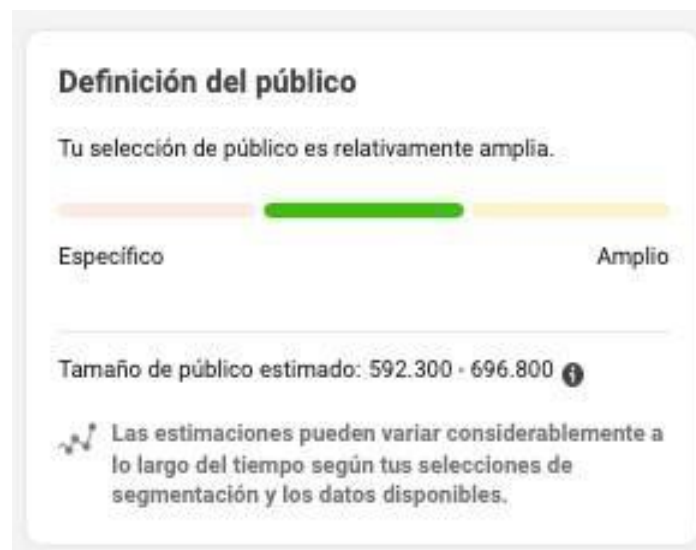 Definición del público
Tu selección de público es relativamente amplia.
Específico
Amplio
Tamaño de público estimado: 592.300 - 696.800
Las estimaciones pueden variar considerablemente a
lo largo del tiempo según tus selecciones de
segmentación y los datos disponibles.